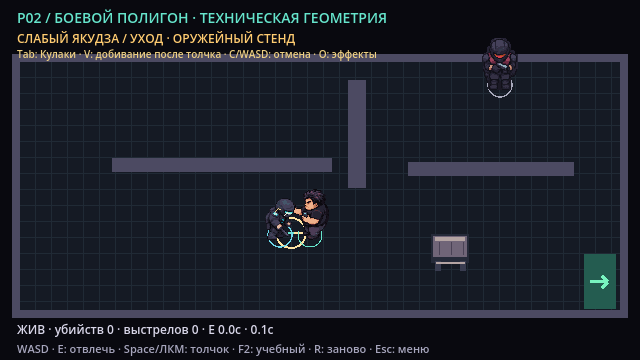 P02 / БОЕВОЙ ПОЛИГОН · ТЕХНИЧЕСКАЯ ГЕОМЕТРИЯ
СЛАБЫЙ ЯКУДЗА / УХОД · ОРУЖЕЙНЫЙ СТЕНД
Tab: Кулаки · V: добивание после толчка · C/WASD: отмена · O: эффекты
ЖИВ · убийств 0 · выстрелов 0 · E 0.0с · 0.1с
WASD · E: отвлечь · Space/ЛКМ: толчок · F2: учебный · R: заново · Esc: меню